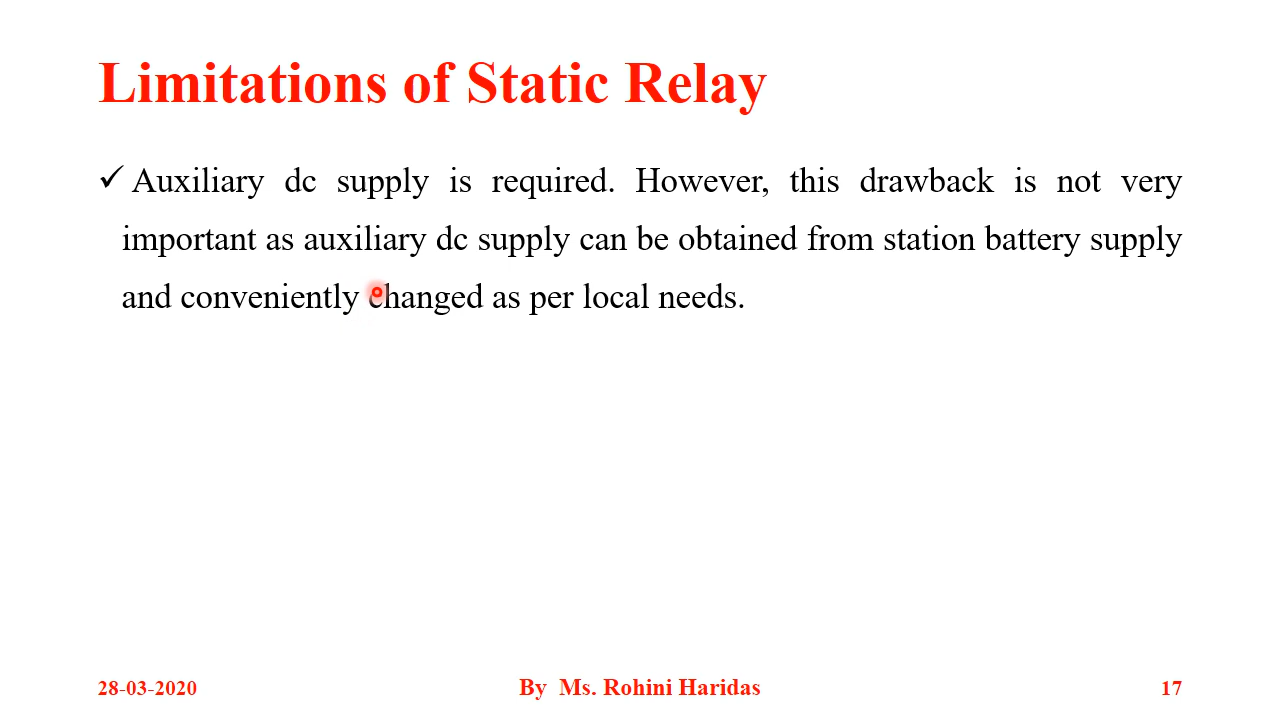 Limitations of Static Relay
✓ Auxiliary dc supply is required. However, this drawback is not very
important as auxiliary dc supply can be obtained from station battery supply
and conveniently changed as per local needs.
28-03-2020
By Ms. Rohini Haridas
17